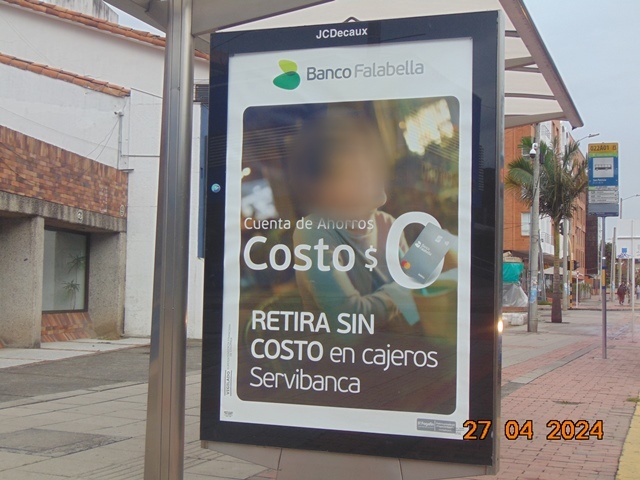 JCDecaux
Banco Falabella
Cuenta de Ahorros
Costo $0
RETIRA SIN
COSTO en cajeros
Servibanca
27 04 2024